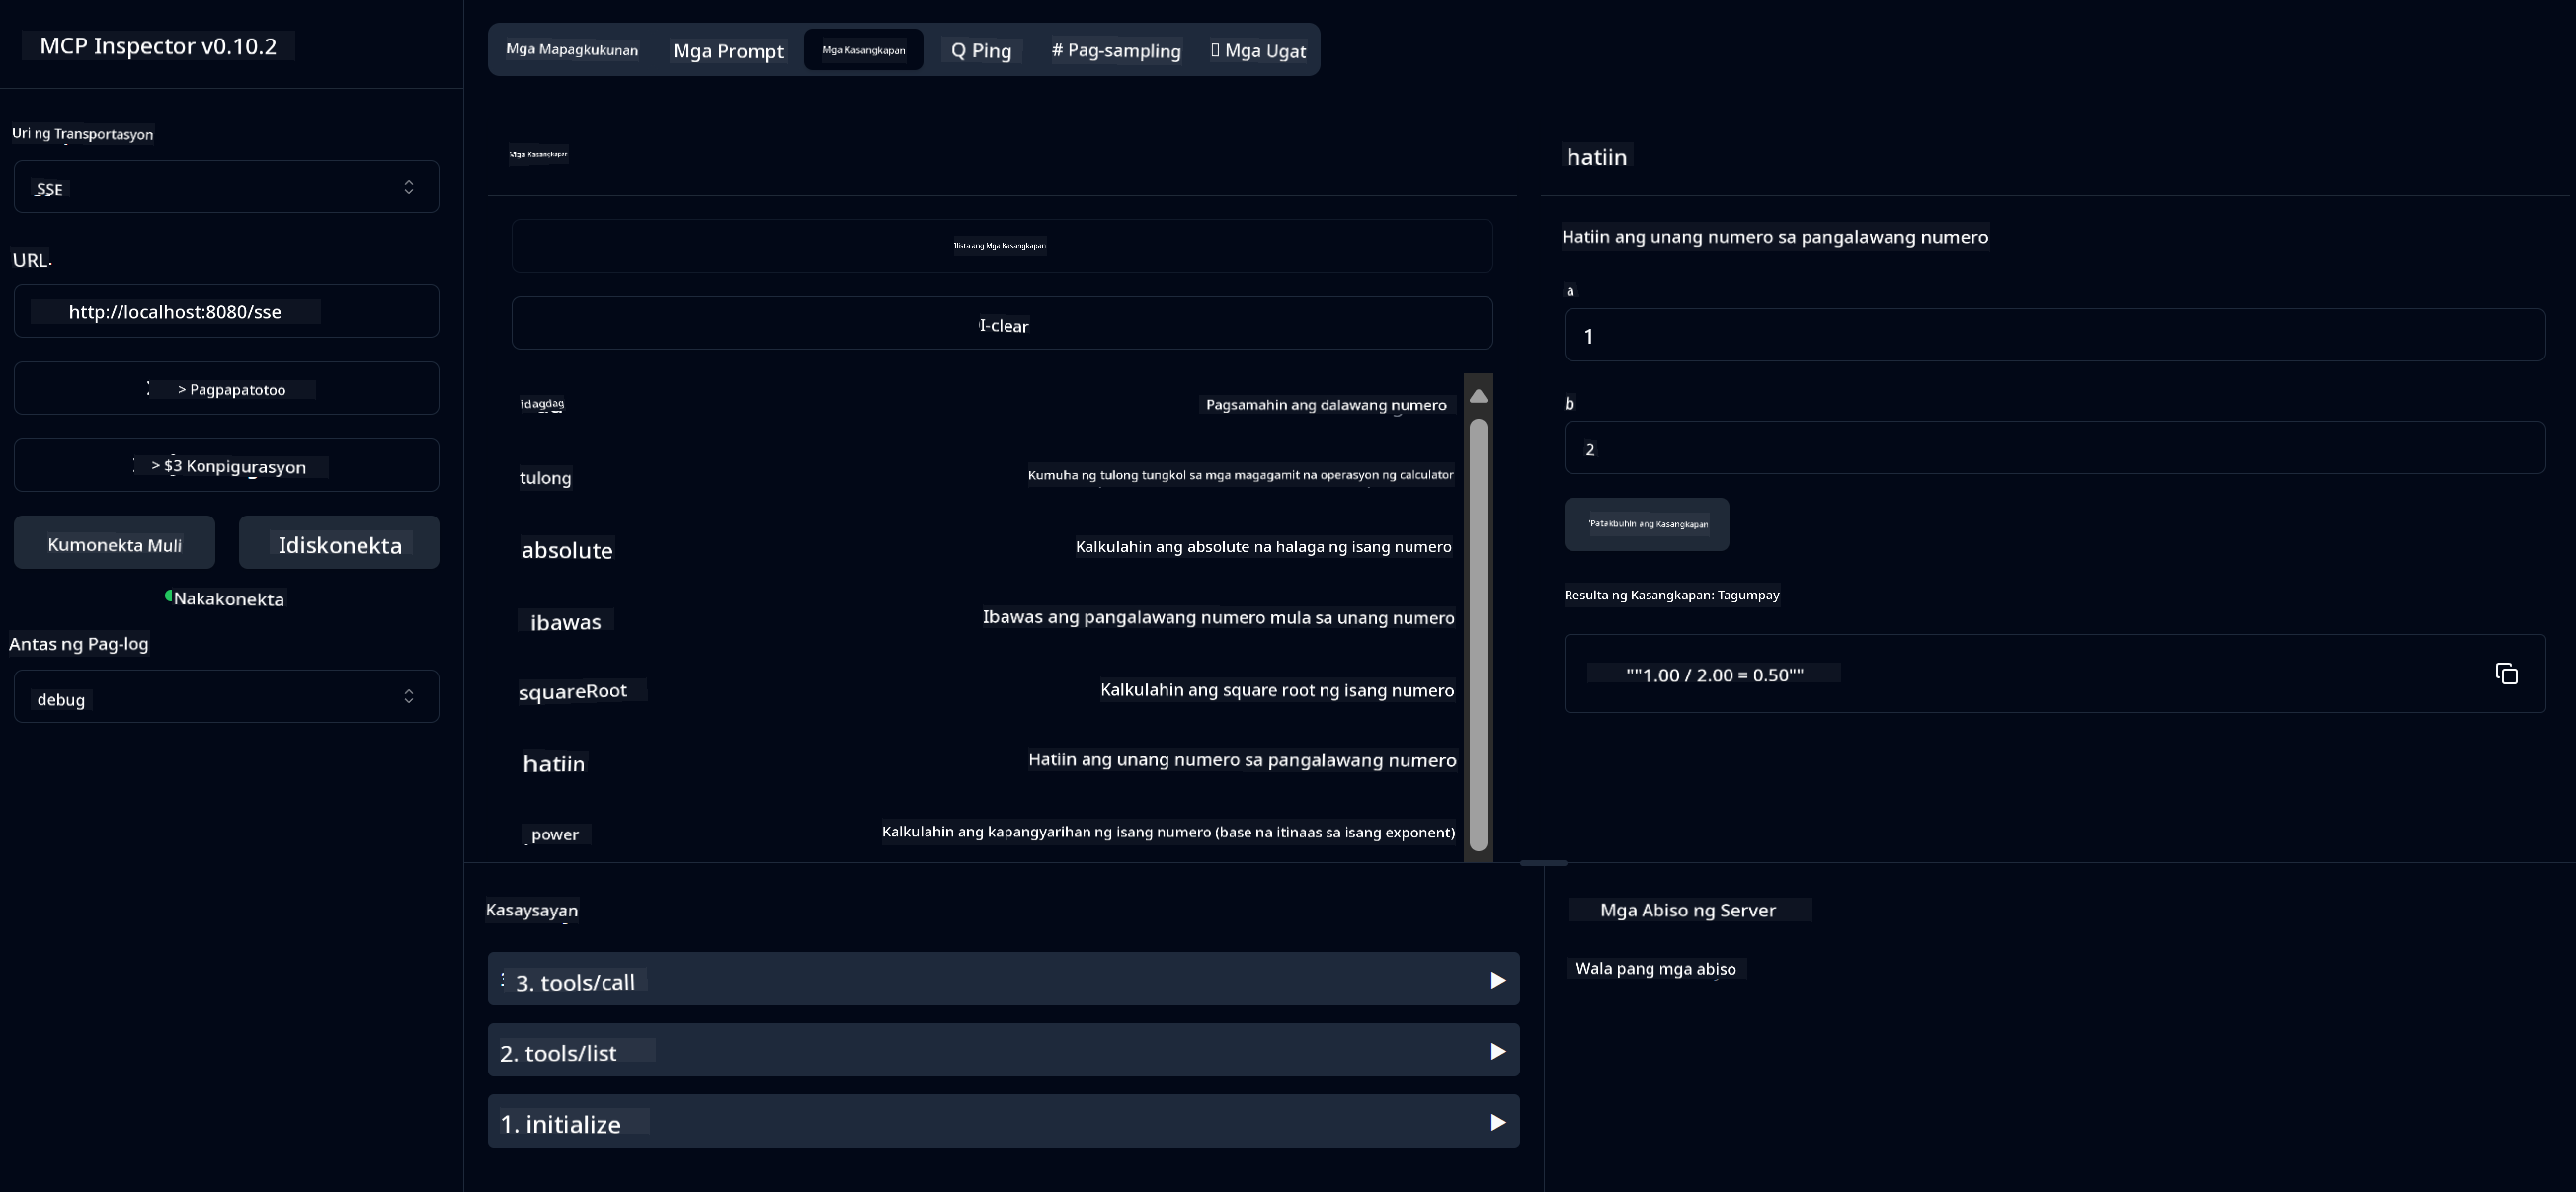 MCP Inspector v0.10.2
Uri ng Transportasyon
SSE
URL
http://localhost:8080/sse
> Pagpapatotoo
> $3 Konpigurasyon
Kumonekta Muli
Idiskonekta
Nakakonekta
Antas ng Pag-log
debug
Mga Mapagkukunan
Mga Prompt
Mga Kasangkapan
Q Ping
# Pag-sampling
Mga Ugat
Mga Kasangkapan
Ilista ang Mga Kasangkapan
I-clear
idagdag Pagsamahin ang dalawang numero
tulong Kumuha ng tulong tungkol sa mga magagamit na operasyon ng calculator
absolute Kalkulahin ang absolute na halaga ng isang numero
ibawas Ibawas ang pangalawang numero mula sa unang numero
squareRoot Kalkulahin ang square root ng isang numero
hatiin Hatiin ang unang numero sa pangalawang numero
power Kalkulahin ang kapangyarihan ng isang numero (base na itinaas sa isang exponent)
hatiin
Hatiin ang unang numero sa pangalawang numero
a
1
b
2
Patakbuhin ang Kasangkapan
Resulta ng Kasangkapan: Tagumpay
""1.00 / 2.00 = 0.50""
Kasaysayan
3. tools/call
2. tools/list
1. initialize
Mga Abiso ng Server
Wala pang mga abiso